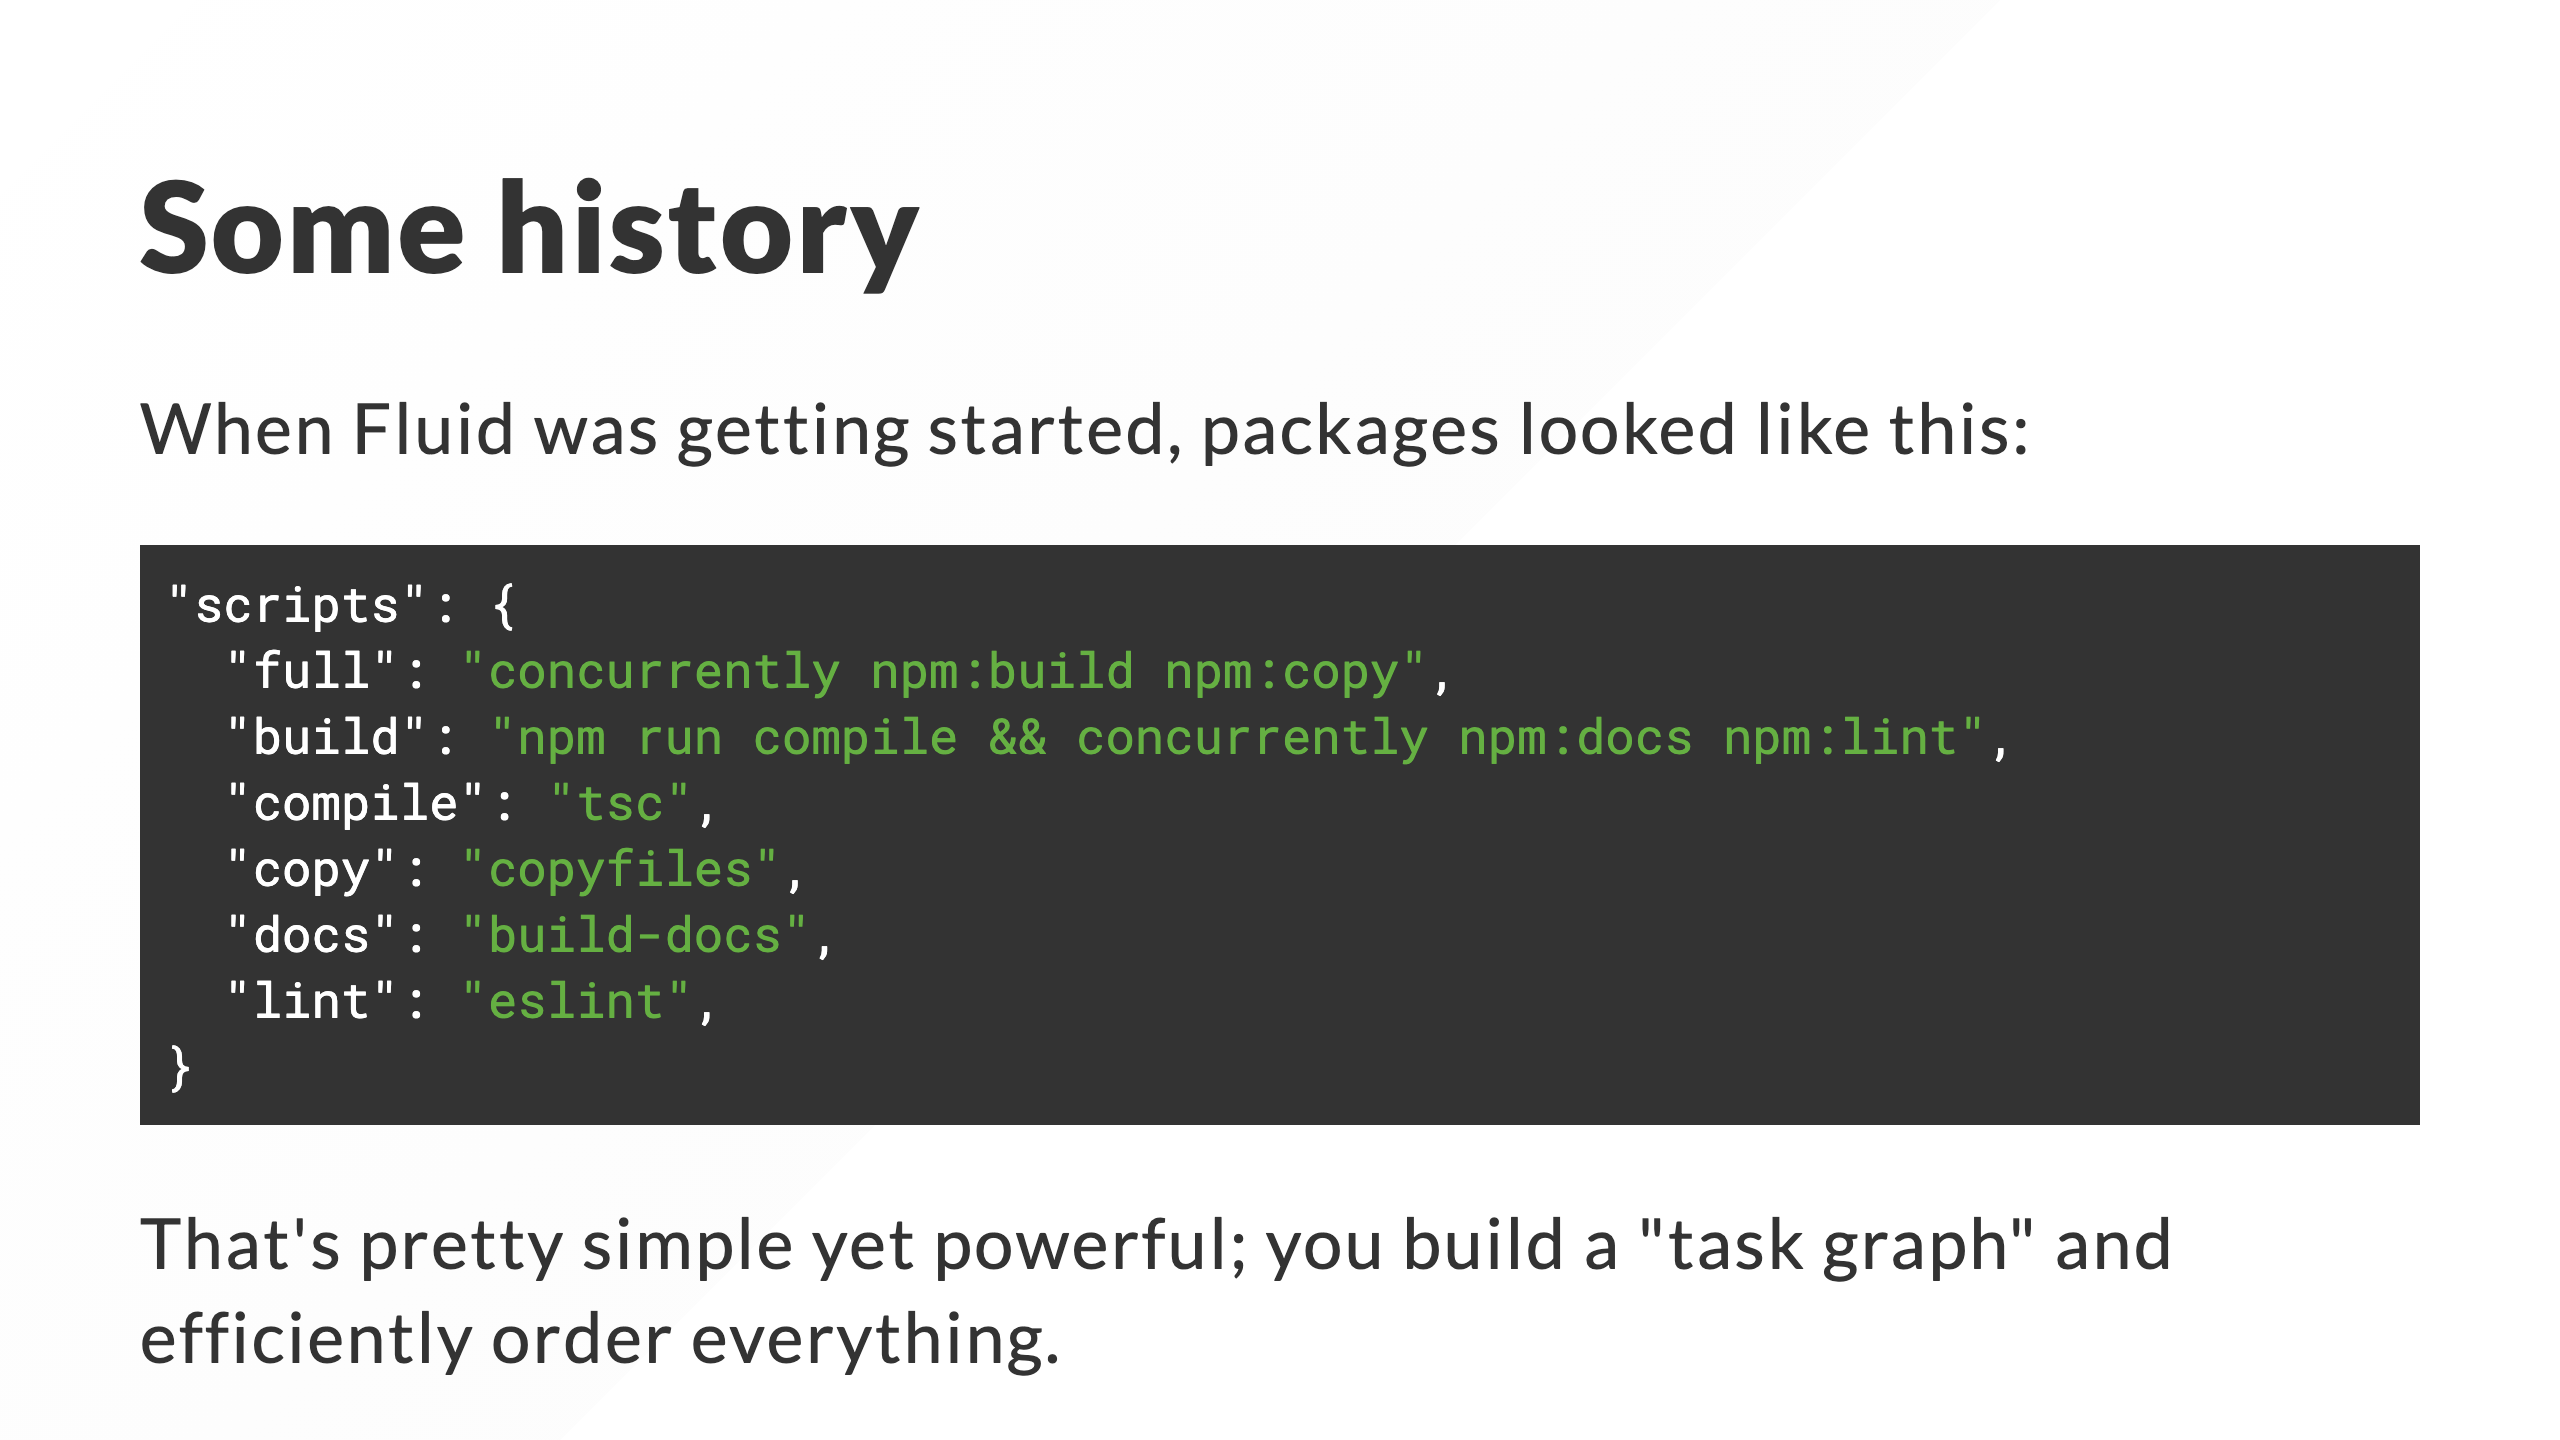 Some history
When Fluid was getting started, packages looked like this:
"scripts": {
  "full": "concurrently npm:build npm:copy",
  "build": "npm run compile && concurrently npm:docs npm:lint",
  "compile": "tsc",
  "copy": "copyfiles",
  "docs": "build-docs",
  "lint": "eslint",
}
That's pretty simple yet powerful; you build a "task graph" and
efficiently order everything.